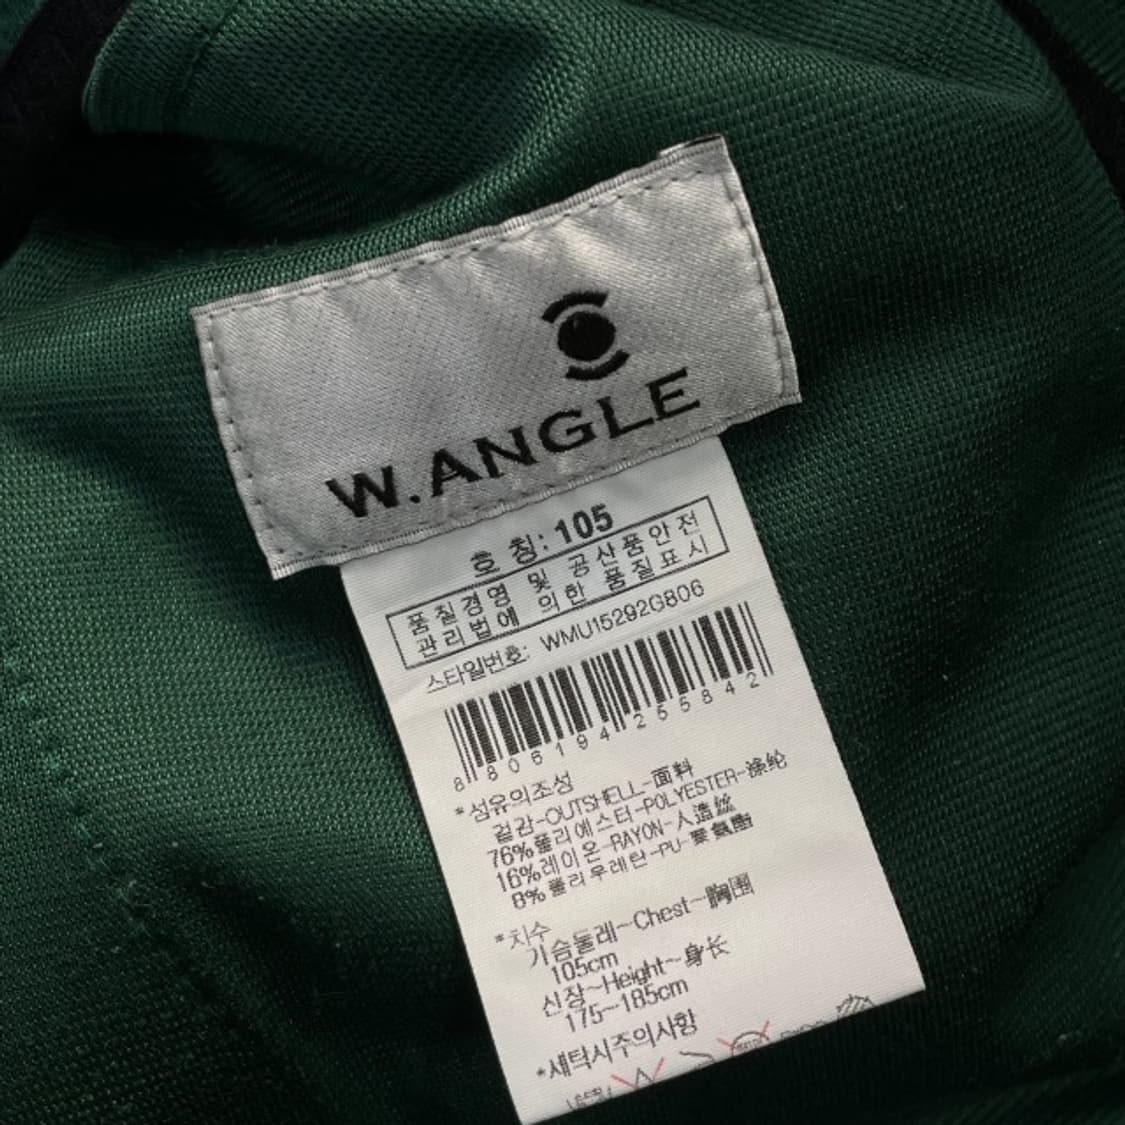 W.ANGLE
호 칭: 105
품질경영 및 공산품안전
관리법에 의한 품질표시
스타일번호: WMU15292G806
8 806194 255842
*섬유의조성
겉감-OUTSHELL-面料
76%폴리에스터-POLYESTER-涤纶
16%레이온-RAYON-人造丝
8%폴리우레탄-PU-聚氨酯
*치수
가슴둘레~Chest~胸围
105cm
신장~Height~身长
175~185cm
*세탁시주의사항